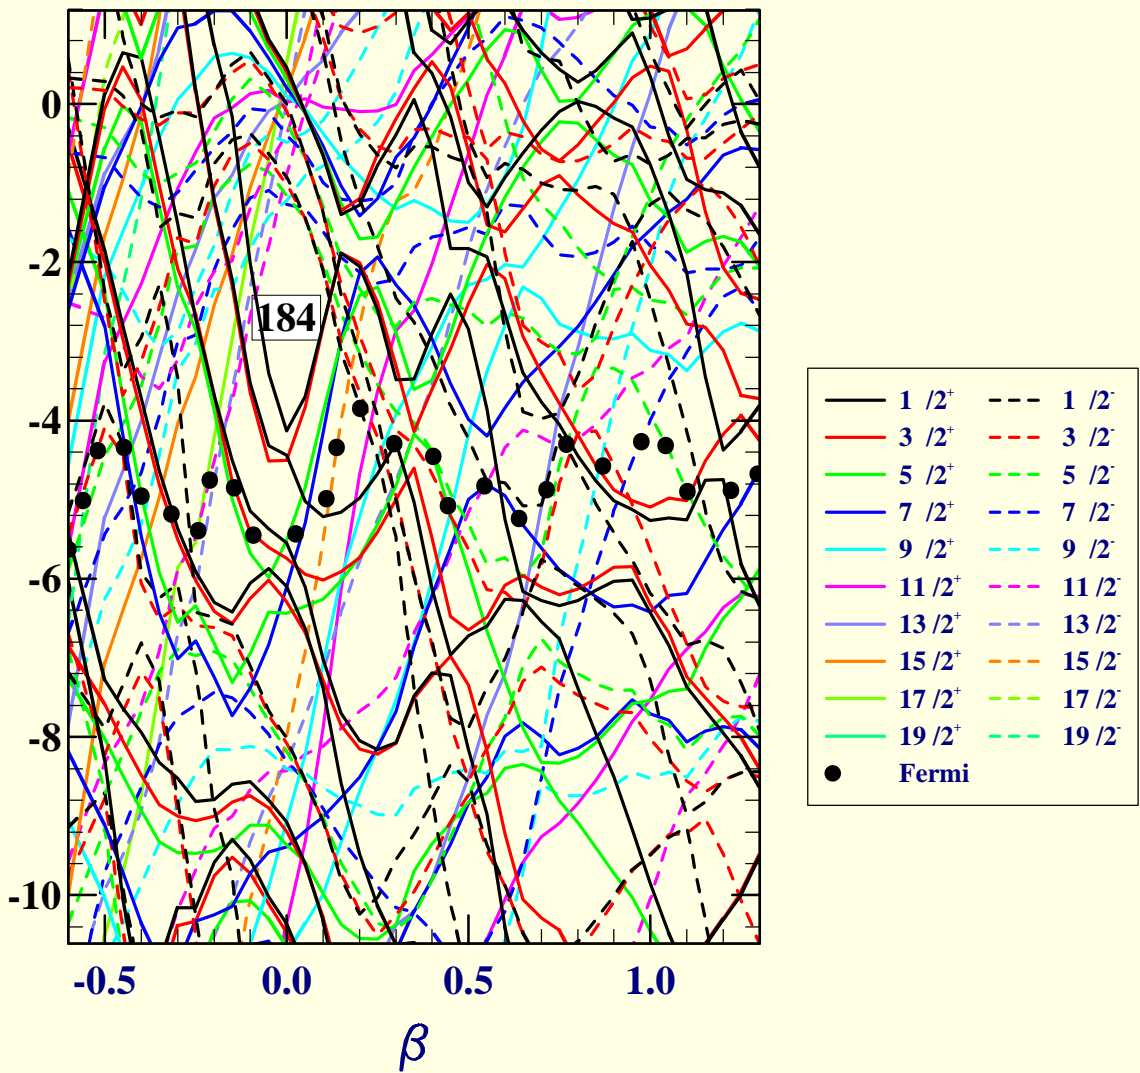 0
-2
-4
-6
-8
-10
184
-0.5 0.0 0.5 1.0
β
1 /2+ 1 /2-
3 /2+ 3 /2-
5 /2+ 5 /2-
7 /2+ 7 /2-
9 /2+ 9 /2-
11 /2+ 11 /2-
13 /2+ 13 /2-
15 /2+ 15 /2-
17 /2+ 17 /2-
19 /2+ 19 /2-
Fermi